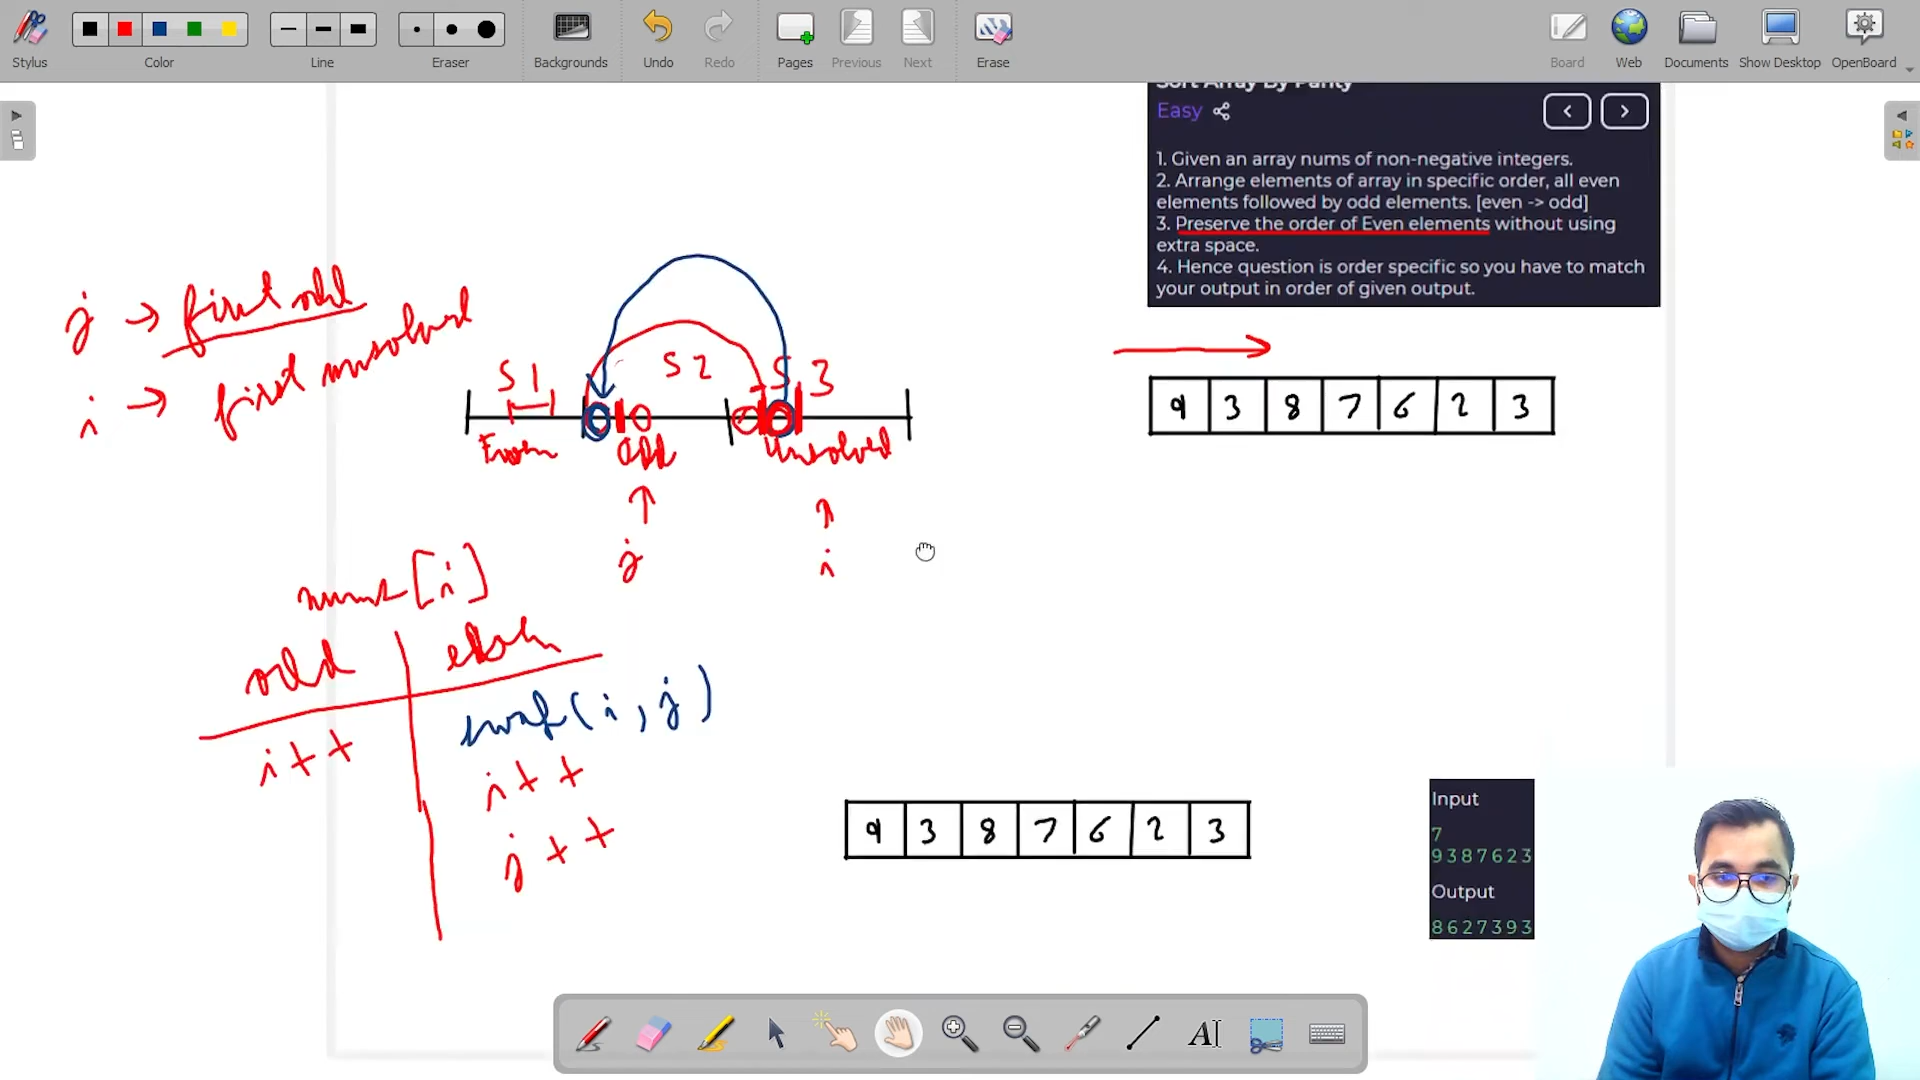 Stylus
Color
Line
Eraser
Backgrounds
Undo
Redo
Pages
Previous
Next
Erase
Board
Web
Documents
Show Desktop
OpenBoard
Sort Array By Parity
Easy
1. Given an array nums of non-negative integers.
2. Arrange elements of array in specific order, all even
elements followed by odd elements. [even -> odd]
3. Preserve the order of Even elements without using
extra space.
4. Hence question is order specific so you have to match
your output in order of given output.
j → first odd
i → first unsolved
S1 S2 S3
Even odd Unsolved
j i
9 3 8 7 6 2 3
nums[i]
odd even
swap(i, j)
i++ i++
j++
9 3 8 7 6 2 3
Input
7
9 3 8 7 6 2 3
Output
8 6 2 7 3 9 3